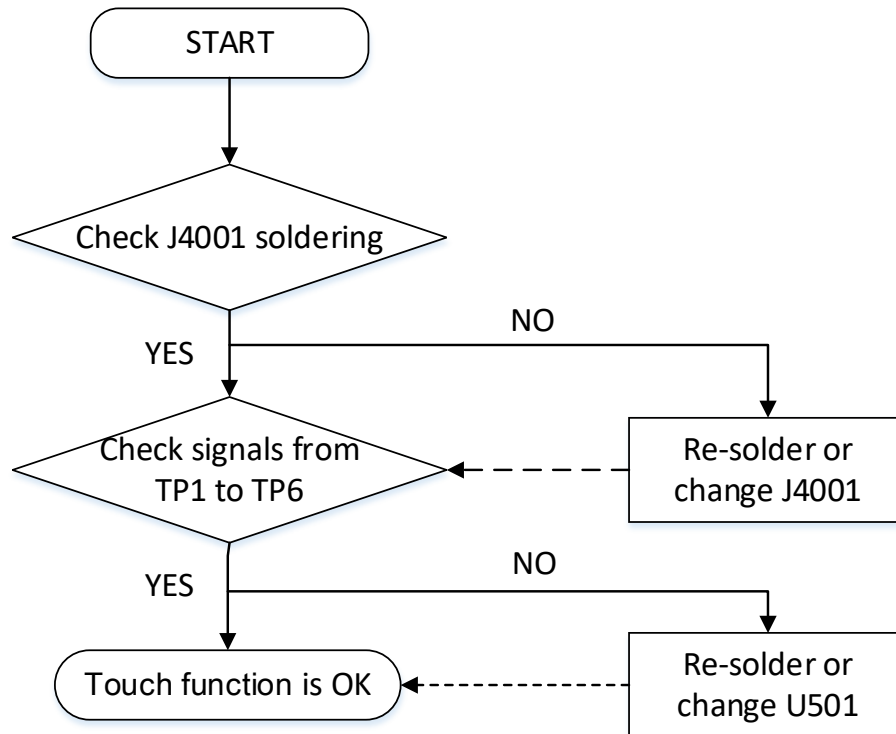 START
Check J4001 soldering
NO
YES
Check signals from
TP1 to TP6
Re-solder or
change J4001
NO
YES
Touch function is OK
Re-solder or
change U501